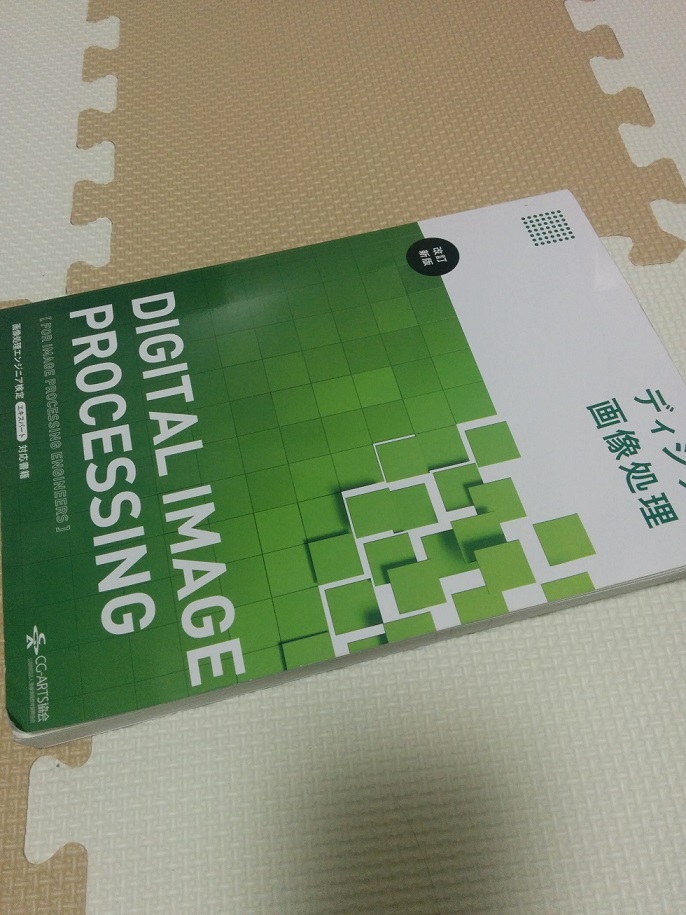 改訂
新版
ディジ
画像処理
DIGITAL IMAGE
PROCESSING
[ FOR IMAGE PROCESSING ENGINEERS ]
画像処理エンジニア検定 エキスパート 対応書籍
CG-ARTS協会